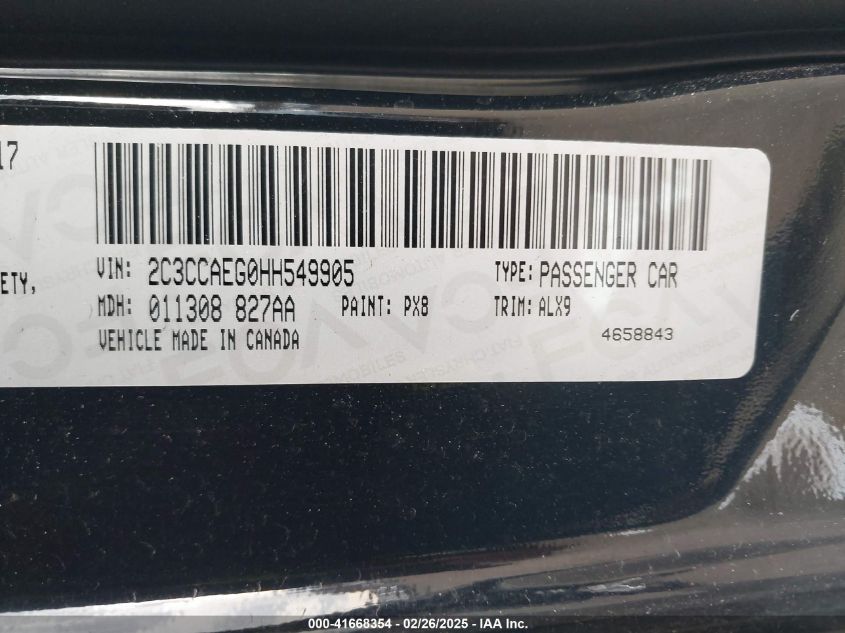 17
ETY,
VIN: 2C3CCAEG0HH549905 TYPE: PASSENGER CAR
MDH: 011308 827AA PAINT: PX8 TRIM: ALX9
VEHICLE MADE IN CANADA 4658843
000-41668354 - 02/26/2025 - IAA Inc.